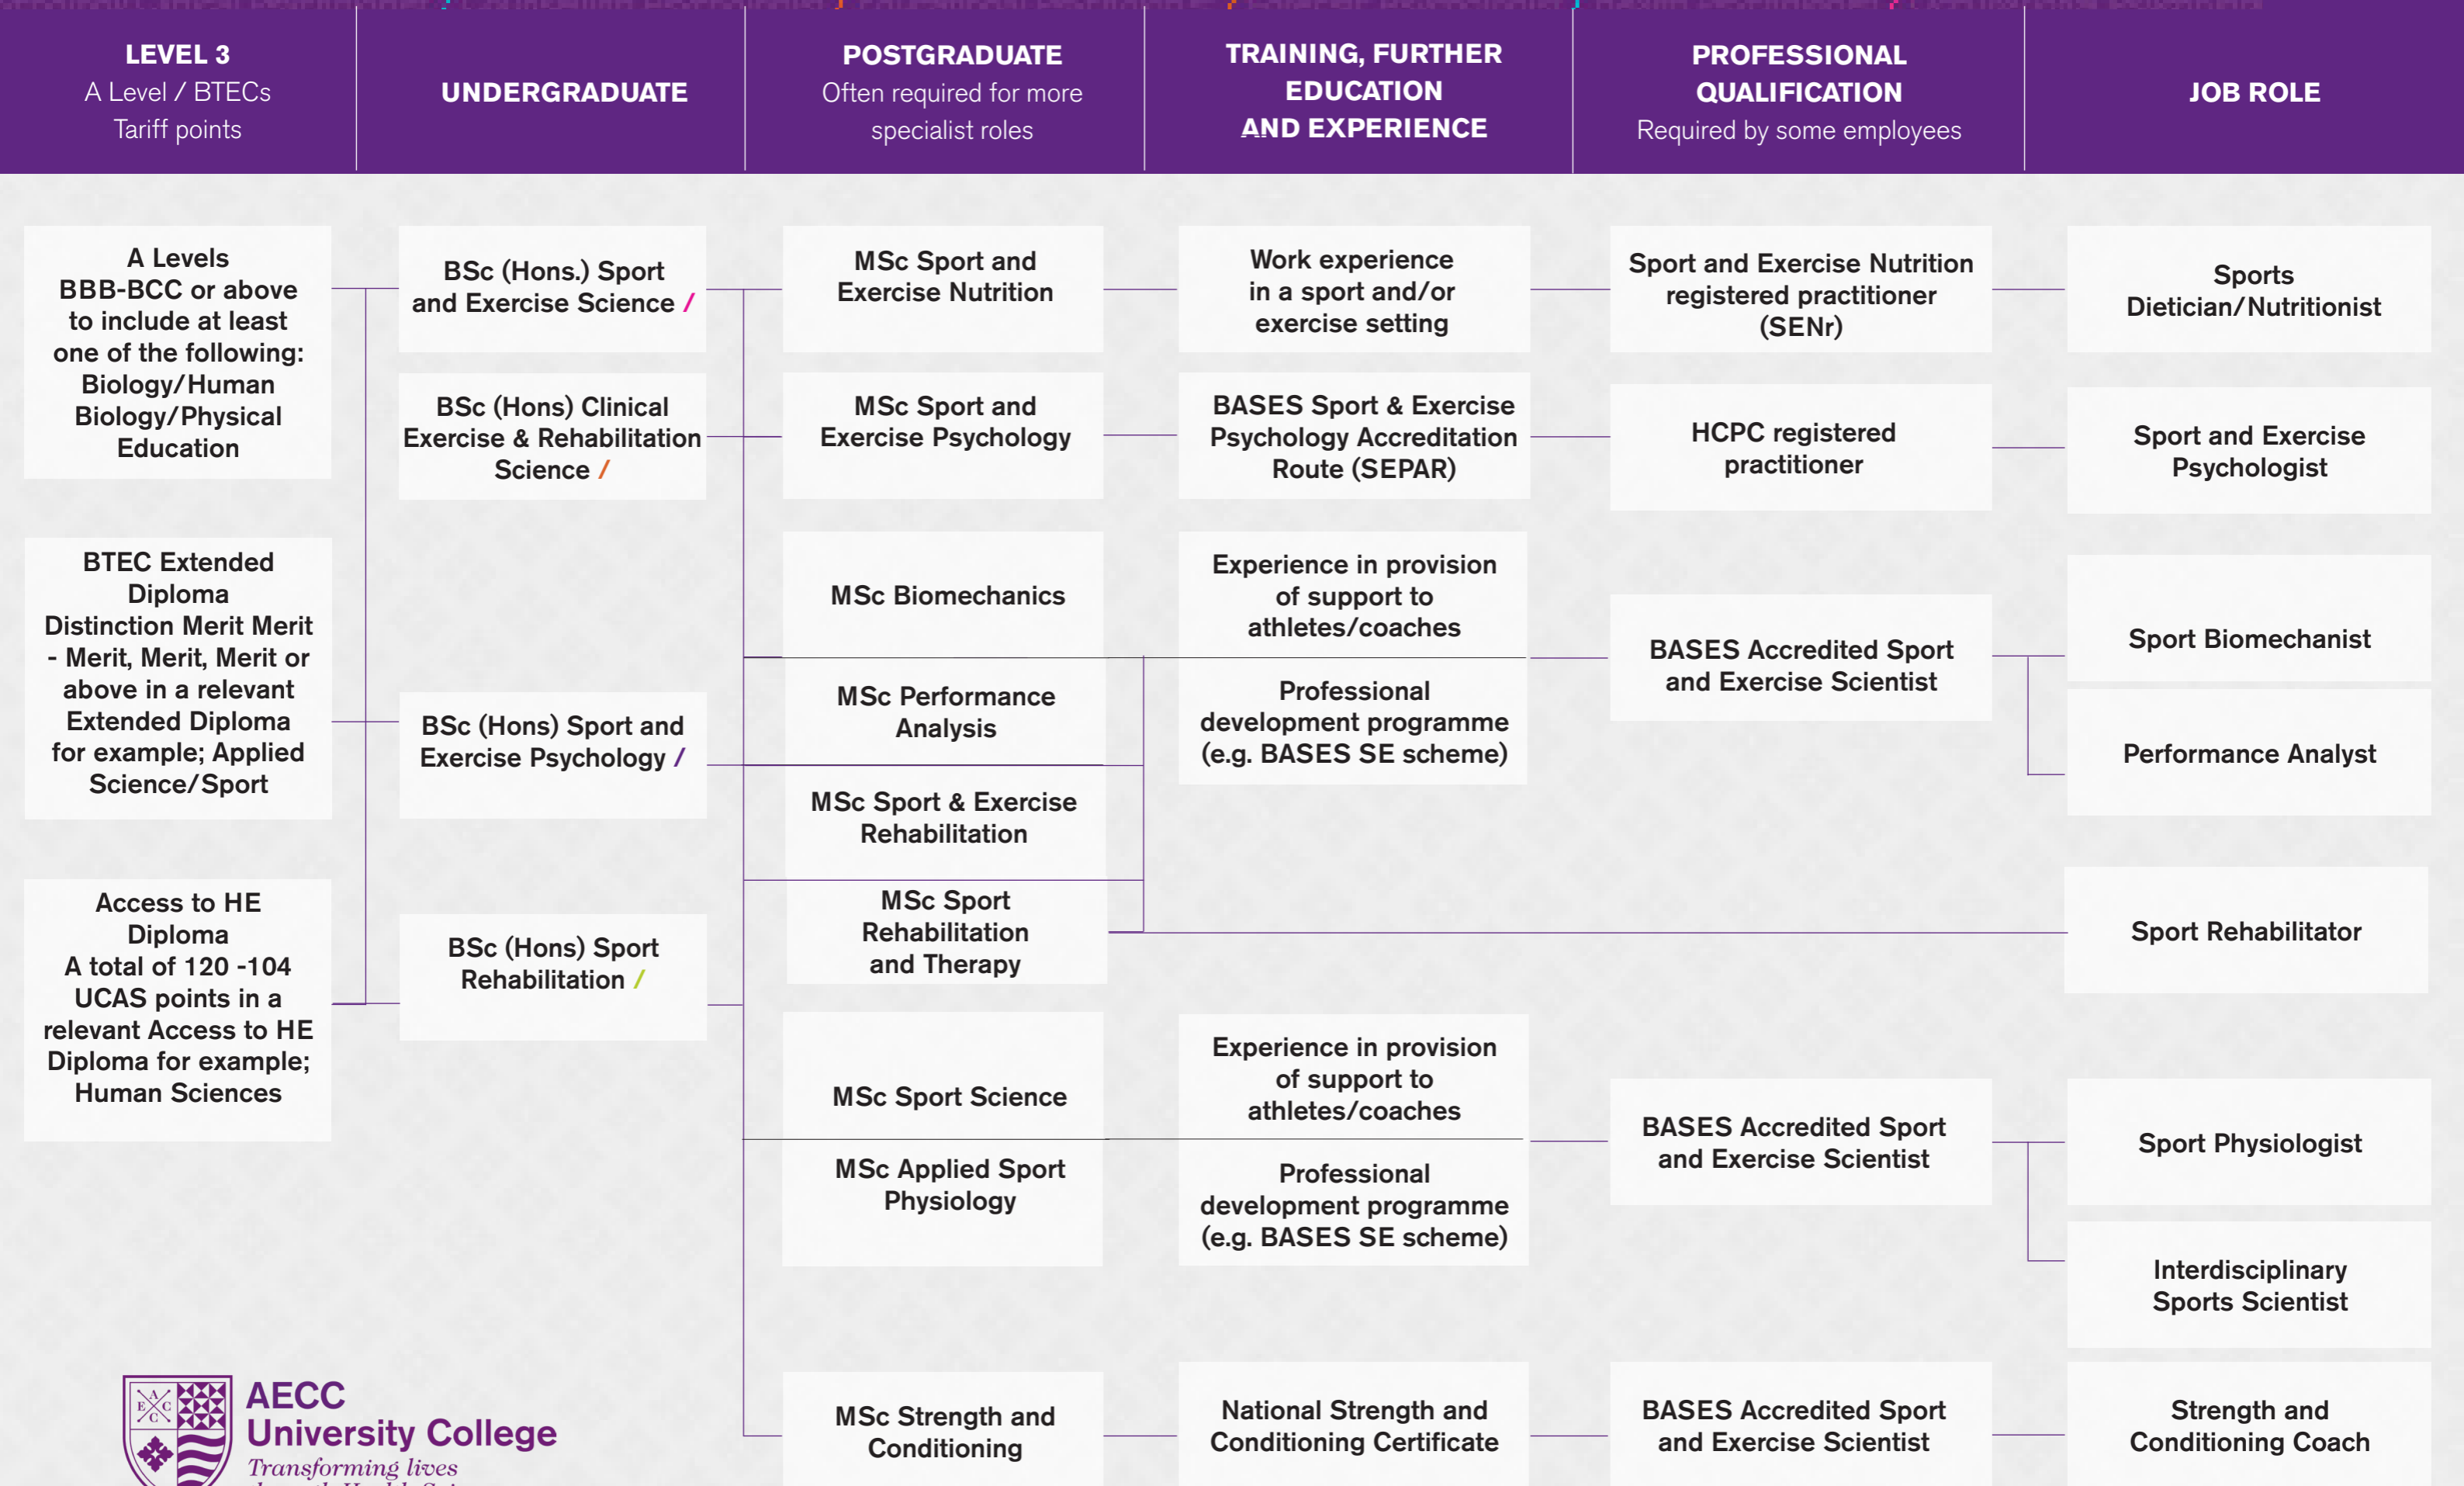 LEVEL 3
A Level / BTECs
Tariff points
UNDERGRADUATE
POSTGRADUATE
Often required for more
specialist roles
TRAINING, FURTHER
EDUCATION
AND EXPERIENCE
PROFESSIONAL
QUALIFICATION
Required by some employees
JOB ROLE
A Levels
BBB-BCC or above
to include at least
one of the following:
Biology/Human
Biology/Physical
Education
BTEC Extended
Diploma
Distinction Merit Merit
- Merit, Merit, Merit or
above in a relevant
Extended Diploma
for example; Applied
Science/Sport
Access to HE
Diploma
A total of 120 -104
UCAS points in a
relevant Access to HE
Diploma for example;
Human Sciences
BSc (Hons.) Sport
and Exercise Science /
BSc (Hons) Clinical
Exercise & Rehabilitation
Science /
BSc (Hons) Sport and
Exercise Psychology /
BSc (Hons) Sport
Rehabilitation /
MSc Sport and
Exercise Nutrition
MSc Sport and
Exercise Psychology
MSc Biomechanics
MSc Performance
Analysis
MSc Sport & Exercise
Rehabilitation
MSc Sport
Rehabilitation
and Therapy
MSc Sport Science
MSc Applied Sport
Physiology
MSc Strength and
Conditioning
Work experience
in a sport and/or
exercise setting
BASES Sport & Exercise
Psychology Accreditation
Route (SEPAR)
Experience in provision
of support to
athletes/coaches
Professional
development programme
(e.g. BASES SE scheme)
Experience in provision
of support to
athletes/coaches
Professional
development programme
(e.g. BASES SE scheme)
National Strength and
Conditioning Certificate
Sport and Exercise Nutrition
registered practitioner
(SENr)
HCPC registered
practitioner
BASES Accredited Sport
and Exercise Scientist
BASES Accredited Sport
and Exercise Scientist
BASES Accredited Sport
and Exercise Scientist
Sports
Dietician/Nutritionist
Sport and Exercise
Psychologist
Sport Biomechanist
Performance Analyst
Sport Rehabilitator
Sport Physiologist
Interdisciplinary
Sports Scientist
Strength and
Conditioning Coach
A
E C
C
AECC
University College
Transforming lives